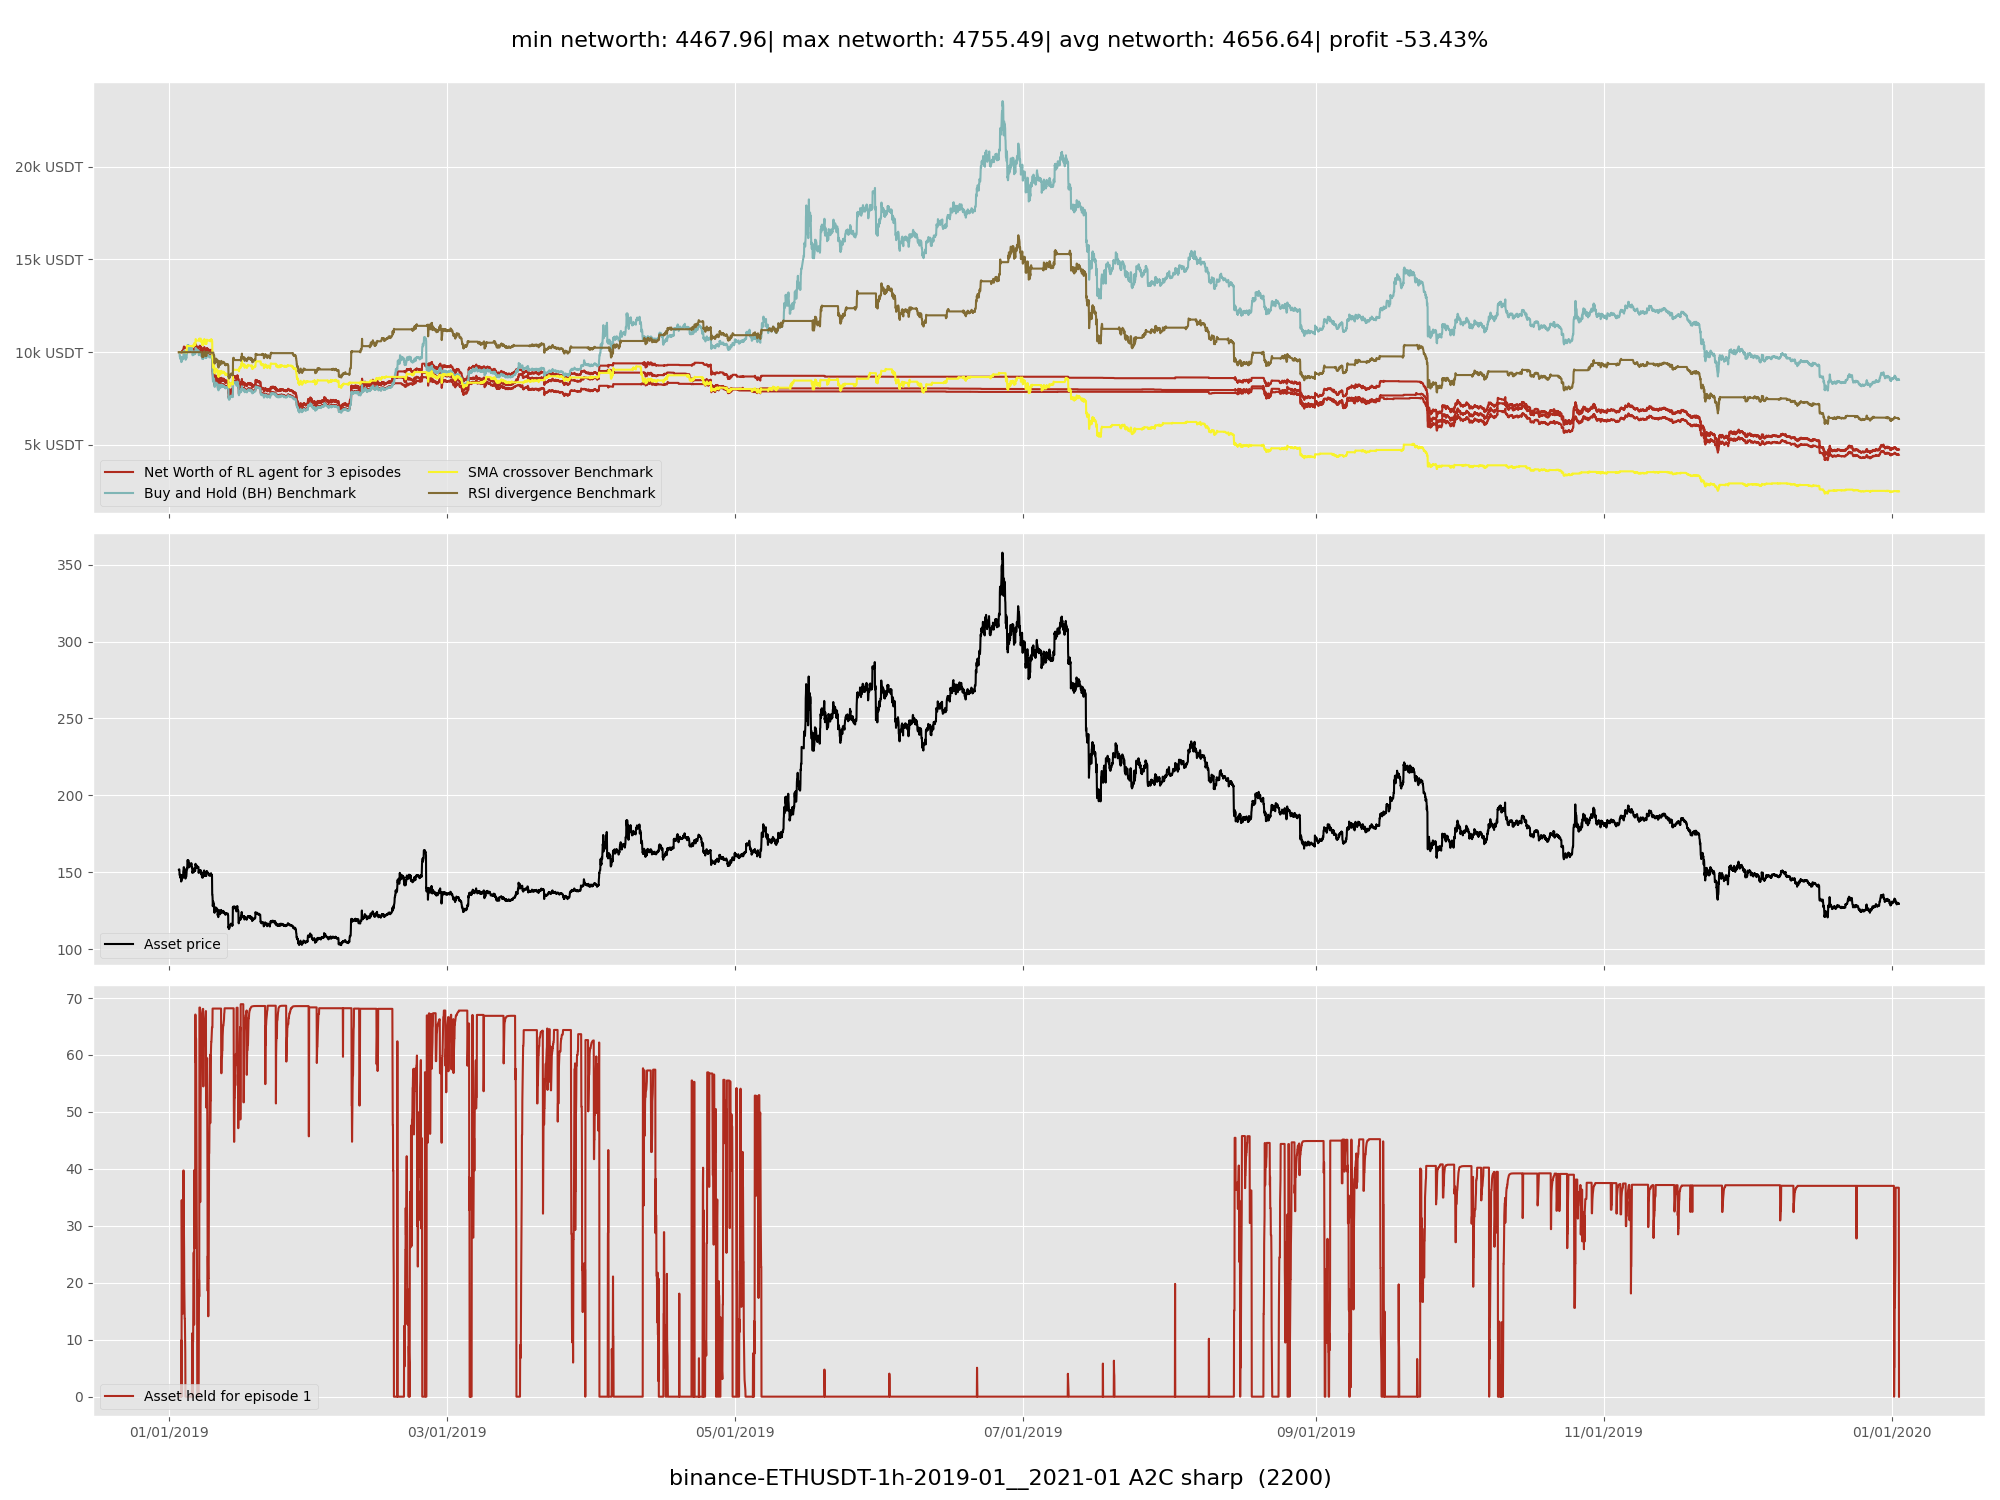 min networth: 4467.96| max networth: 4755.49| avg networth: 4656.64| profit -53.43%
20k USDT
15k USDT
10k USDT
5k USDT
Net Worth of RL agent for 3 episodes
Buy and Hold (BH) Benchmark
SMA crossover Benchmark
RSI divergence Benchmark
350
300
250
200
150
100
Asset price
70
60
50
40
30
20
10
0
Asset held for episode 1
01/01/2019 03/01/2019 05/01/2019 07/01/2019 09/01/2019 11/01/2019 01/01/2020
binance-ETHUSDT-1h-2019-01__2021-01 A2C sharp (2200)